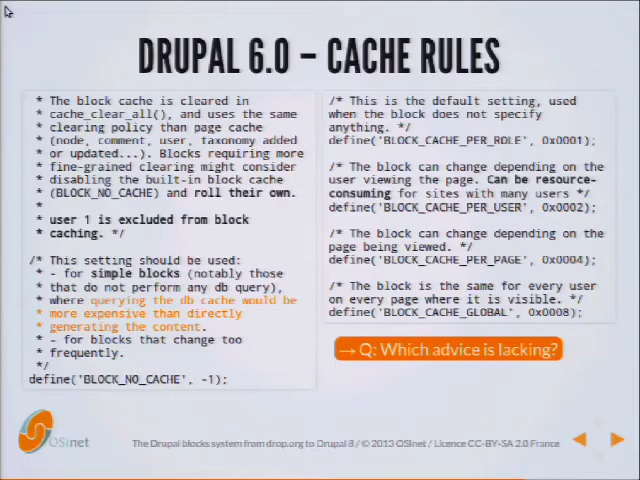 DRUPAL 6.0 – CACHE RULES
* The block cache is cleared in
* cache_clear_all(), and uses the same
* clearing policy than page cache
* (node, comment, user, taxonomy added
* or updated...). Blocks requiring more
* fine-grained clearing might consider
* disabling the built-in block cache
* (BLOCK_NO_CACHE) and roll their own.
*
* user 1 is excluded from block
* caching. */
/* This setting should be used:
* - for simple blocks (notably those
* that do not perform any db query),
* where querying the db cache would be
* more expensive than directly
* generating the content.
* - for blocks that change too
* frequently.
*/
define('BLOCK_NO_CACHE', -1);
/* This is the default setting, used
when the block does not specify
anything. */
define('BLOCK_CACHE_PER_ROLE', 0x0001);
/* The block can change depending on the
user viewing the page. Can be resource-
consuming for sites with many users */
define('BLOCK_CACHE_PER_USER', 0x0002);
/* The block can change depending on the
page being viewed. */
define('BLOCK_CACHE_PER_PAGE', 0x0004);
/* The block is the same for every user
on every page where it is visible. */
define('BLOCK_CACHE_GLOBAL', 0x0008);
→ Q: Which advice is lacking?
OSInet
The Drupal blocks system from drop.org to Drupal 8 / © 2013 OSInet / Licence CC-BY-SA 2.0 France